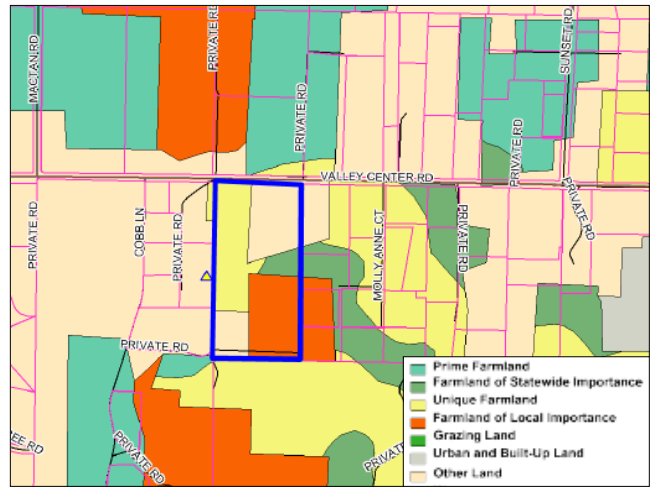 MACTAN RD
PRIVATE RD
PRIVATE RD
SUNSET RD
PRIVATE RD
VALLEY CENTER RD
PRIVATE RD
COBB LN
PRIVATE RD
MOLLY ANNE CT
PRIVATE RD
PRIVATE RD
PRIVATE RD
PRIVATE RD
PRIVATE
PRIVATE RD
Prime Farmland
Farmland of Statewide Importance
Unique Farmland
Farmland of Local Importance
Grazing Land
Urban and Built-Up Land
Other Land